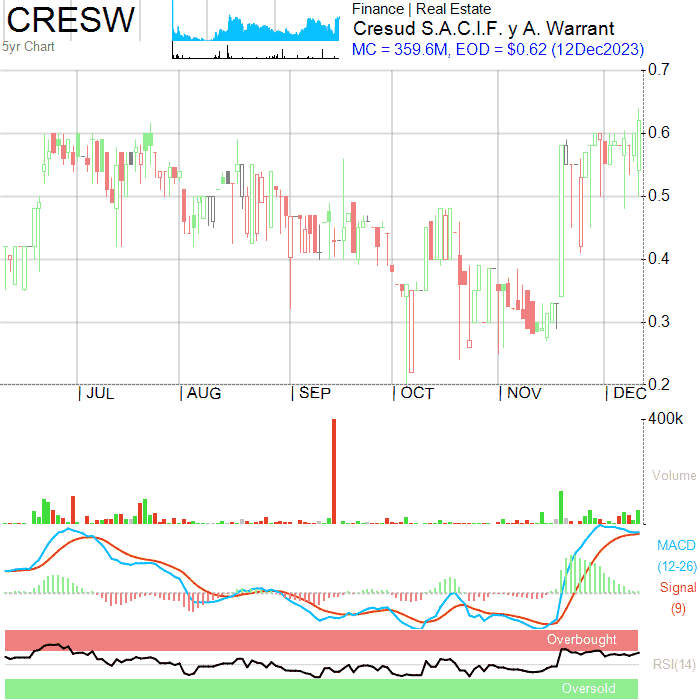 CRESW
5yr Chart
Finance | Real Estate
Cresud S.A.C.I.F. y A. Warrant
MC = 359.6M, EOD = $0.62 (12Dec2023)
0.7
0.6
0.5
0.4
0.3
0.2
| JUL | AUG | SEP | OCT | NOV | DEC
400k
Volume
MACD
(12-26)
Signal
(9)
Overbought
RSI(14)
Oversold